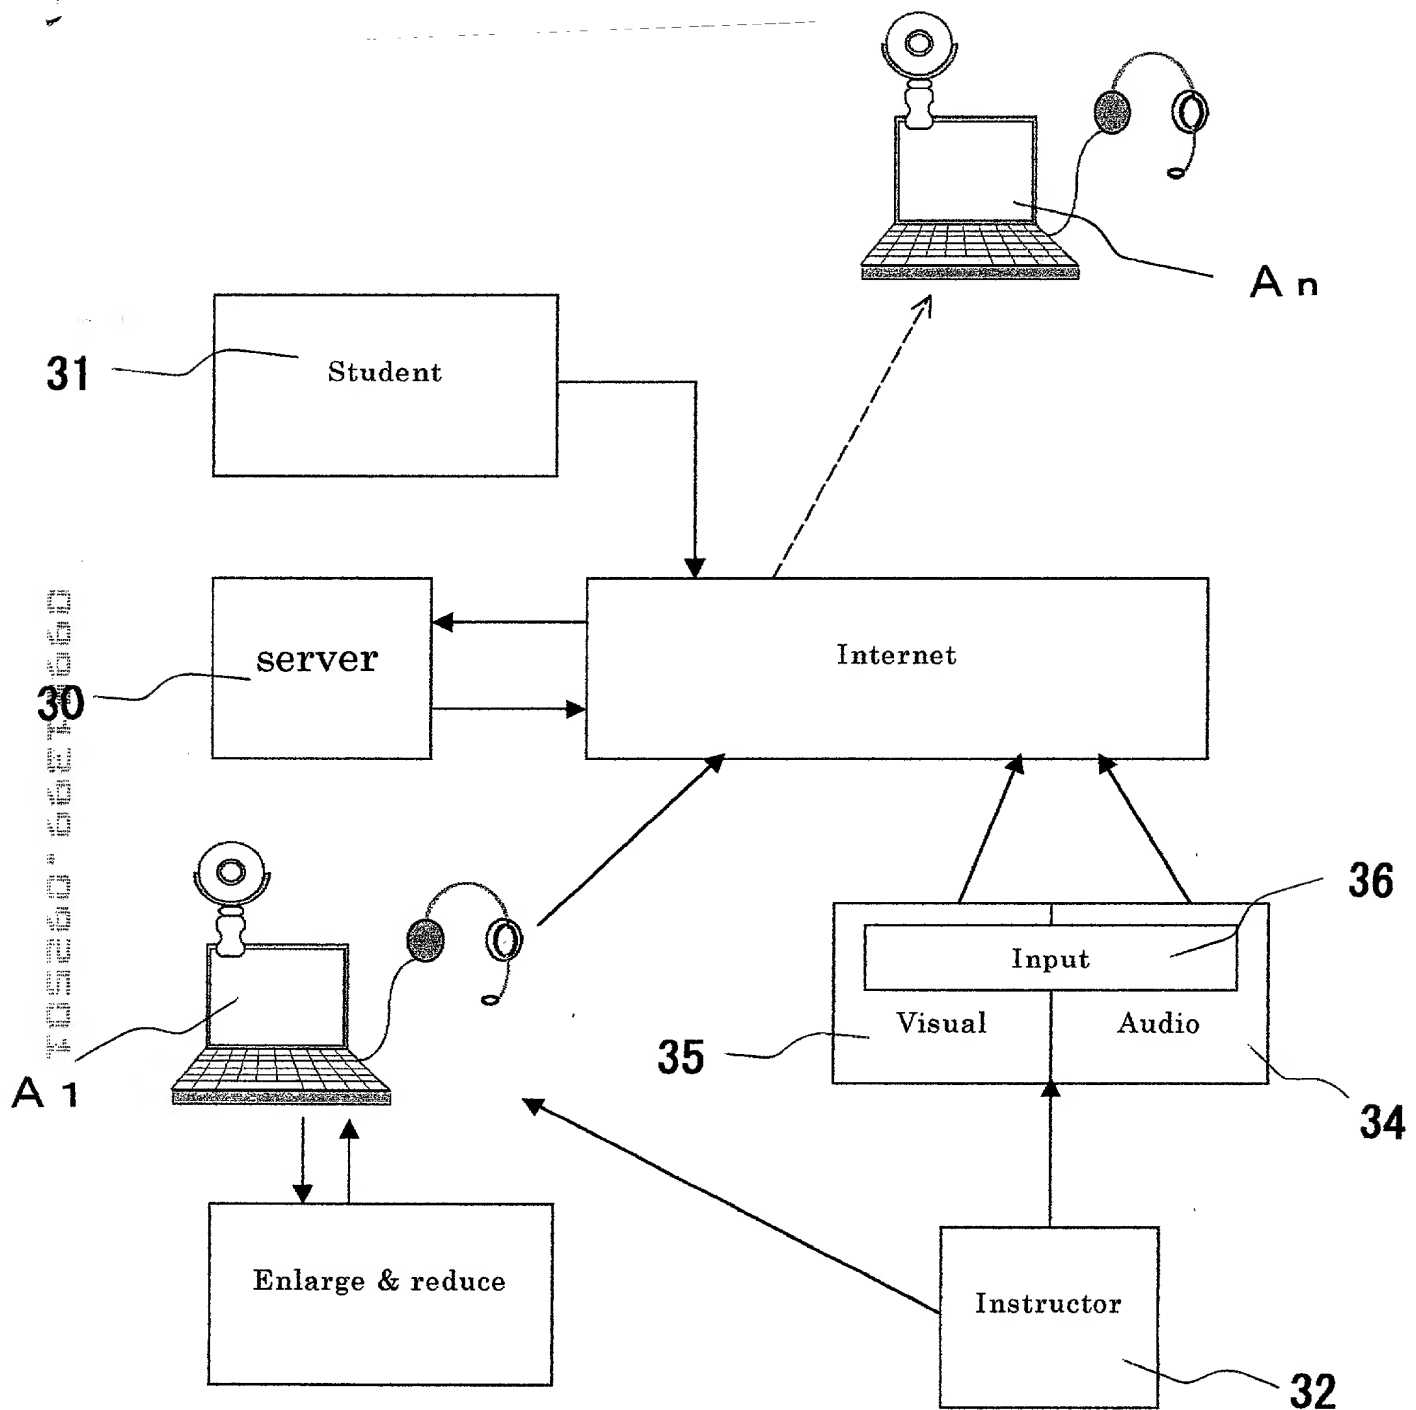 A n
31
Student
server
Internet
30
36
Input
Visual
Audio
35
A 1
34
Enlarge & reduce
Instructor
32